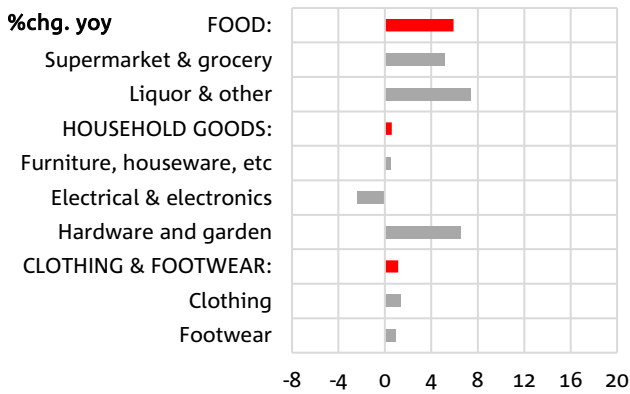 %chg. yoy
FOOD:
Supermarket & grocery
Liquor & other
HOUSEHOLD GOODS:
Furniture, houseware, etc
Electrical & electronics
Hardware and garden
CLOTHING & FOOTWEAR:
Clothing
Footwear
-8 -4 0 4 8 12 16 20